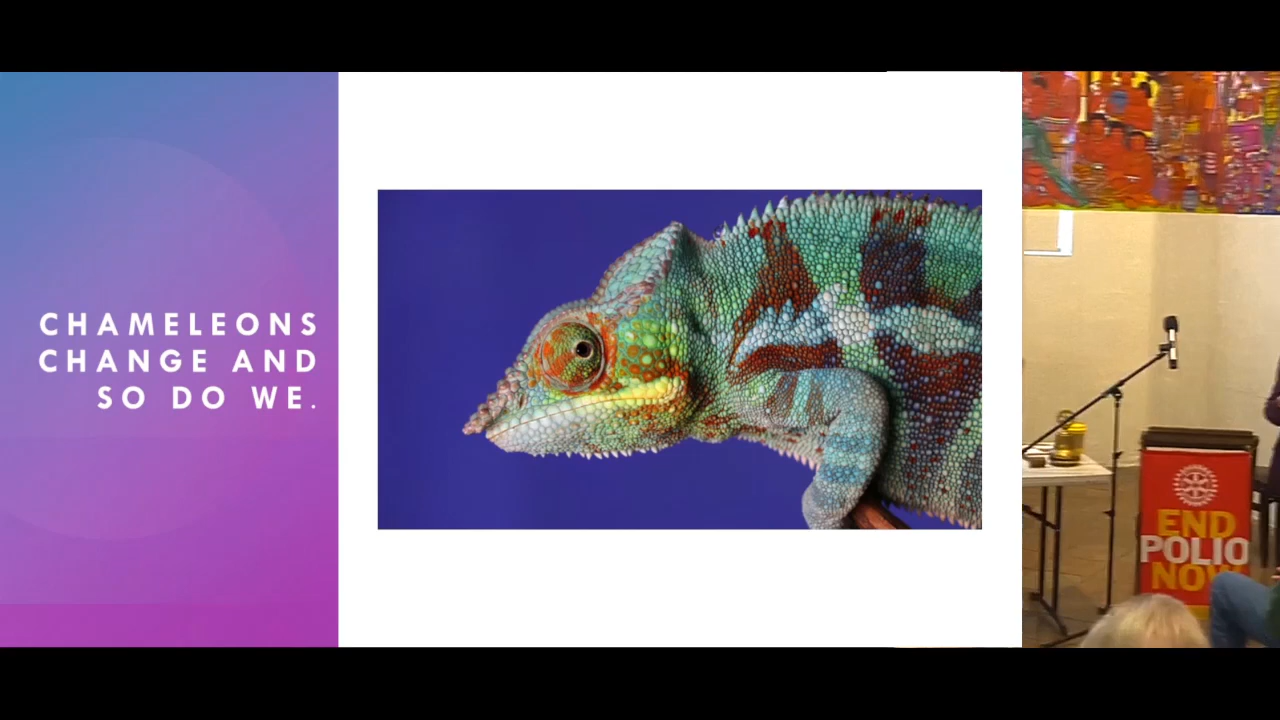 CHAMELEONS
CHANGE AND
SO DO WE.
END
POLIO
NOW